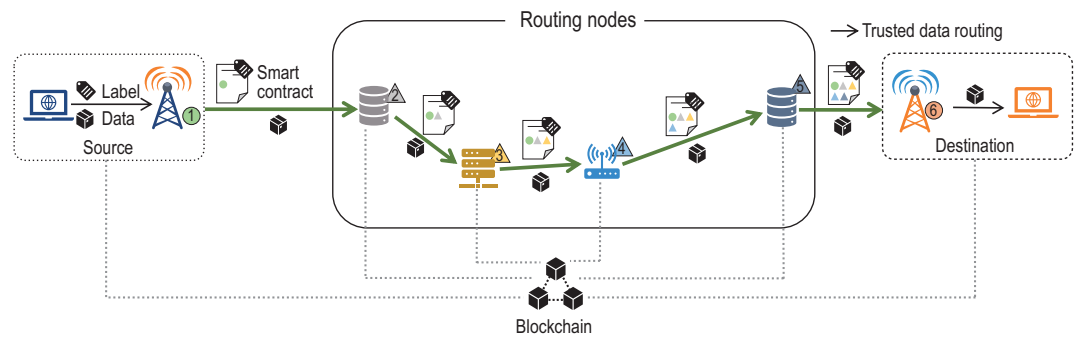 Routing nodes
Trusted data routing
Smart
contract
Label
Data
1
Source
2
3
4
5
6
Destination
Blockchain